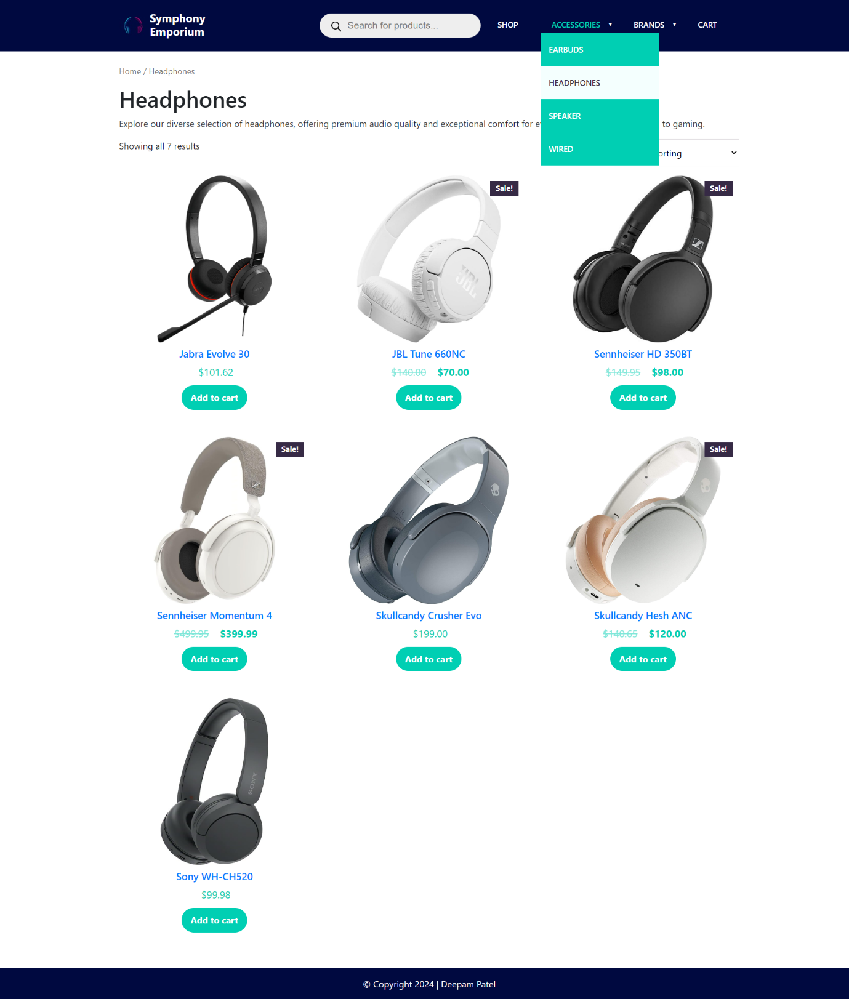 Symphony
Emporium
Search for products...
SHOP
ACCESSORIES ▾
BRANDS ▾
CART
EARBUDS
HEADPHONES
SPEAKER
WIRED
Home / Headphones
Headphones
Explore our diverse selection of headphones, offering premium audio quality and exceptional comfort for to gaming.
Showing all 7 results
Sale!
Sale!
JBL
Jabra Evolve 30
JBL Tune 660NC
Sennheiser HD 350BT
$101.62
$140.00 $70.00
$149.95 $98.00
Add to cart
Add to cart
Add to cart
Sale!
Sale!
Sennheiser Momentum 4
Skullcandy Crusher Evo
Skullcandy Hesh ANC
$499.95 $399.99
$199.00
$140.65 $120.00
Add to cart
Add to cart
Add to cart
SONY
Sony WH-CH520
$99.98
Add to cart
© Copyright 2024 | Deepam Patel